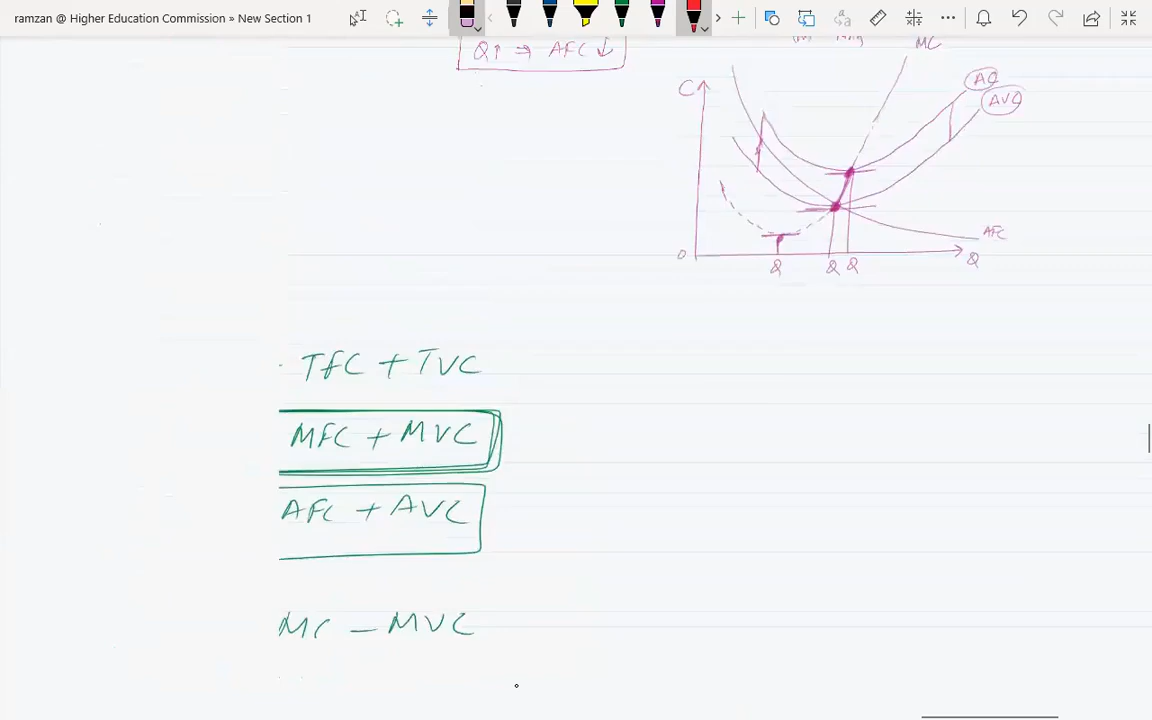 ramzan @ Higher Education Commission » New Section 1
Q↑ ⇒ AFC ↓
MC
C
AC
AVC
AFC
0
Q Q Q
Q
TFC + TVC
MFC + MVC
AFC + AVC
MC - MVC